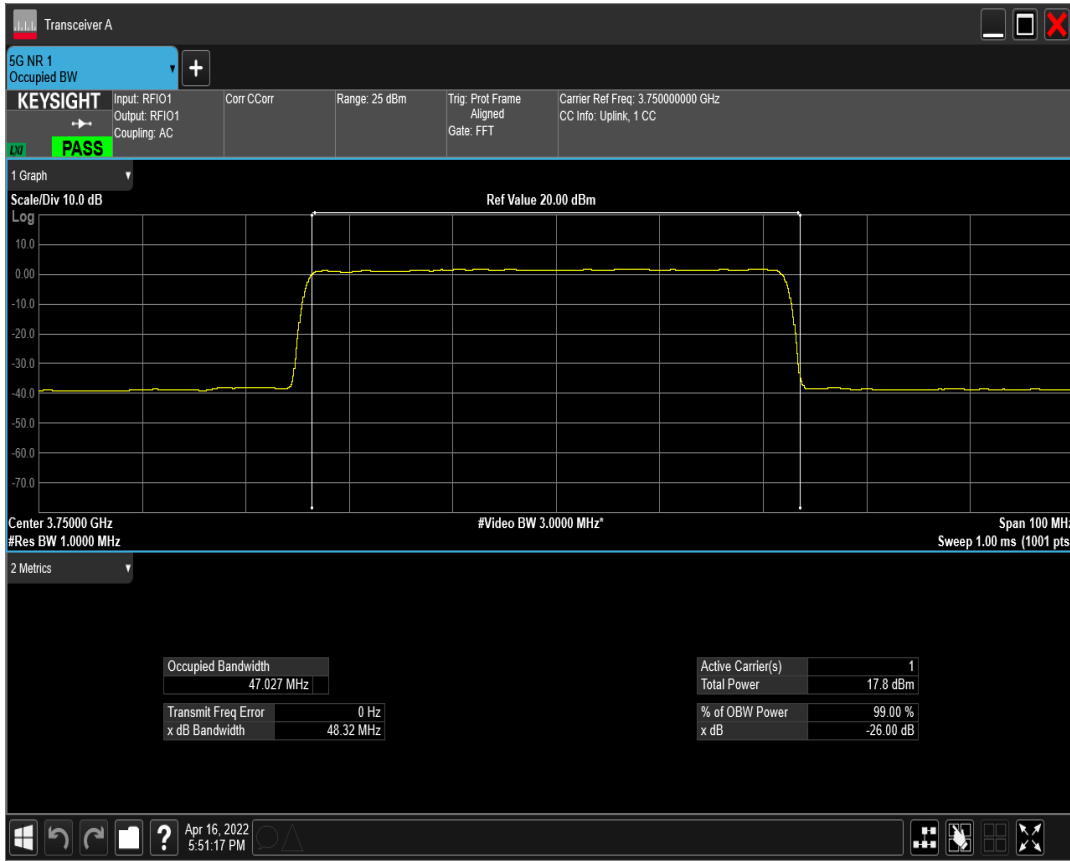 Transceiver A
5G NR 1
Occupied BW
+
KEYSIGHT
LXI
PASS
Input: RFIO1
Output: RFIO1
Coupling: AC
Corr CCorr
Range: 25 dBm
Trig: Prot Frame
Aligned
Gate: FFT
Carrier Ref Freq: 3.750000000 GHz
CC Info: Uplink, 1 CC
1 Graph
Scale/Div 10.0 dB
Ref Value 20.00 dBm
Log
10.0
0.00
-10.0
-20.0
-30.0
-40.0
-50.0
-60.0
-70.0
Center 3.75000 GHz
#Video BW 3.0000 MHz*
Span 100 MHz
#Res BW 1.0000 MHz
Sweep 1.00 ms (1001 pts
2 Metrics
Occupied Bandwidth
47.027 MHz
Transmit Freq Error 0 Hz
x dB Bandwidth 48.32 MHz
Active Carrier(s) 1
Total Power 17.8 dBm
% of OBW Power 99.00 %
x dB -26.00 dB
?
Apr 16, 2022
5:51:17 PM